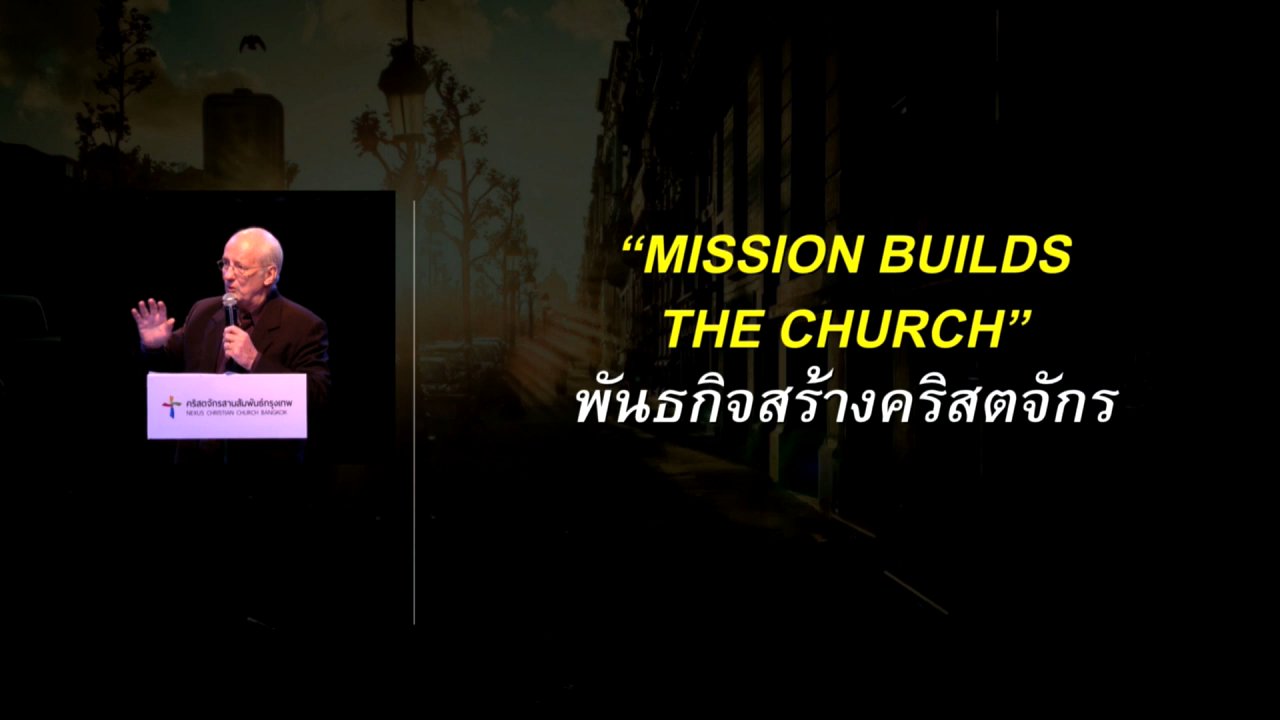 “MISSION BUILDS
THE CHURCH”
พันธกิจสร้างคริสตจักร
คริสตจักรสานสัมพันธ์กรุงเทพ
NEXUS CHRISTIAN CHURCH BANGKOK